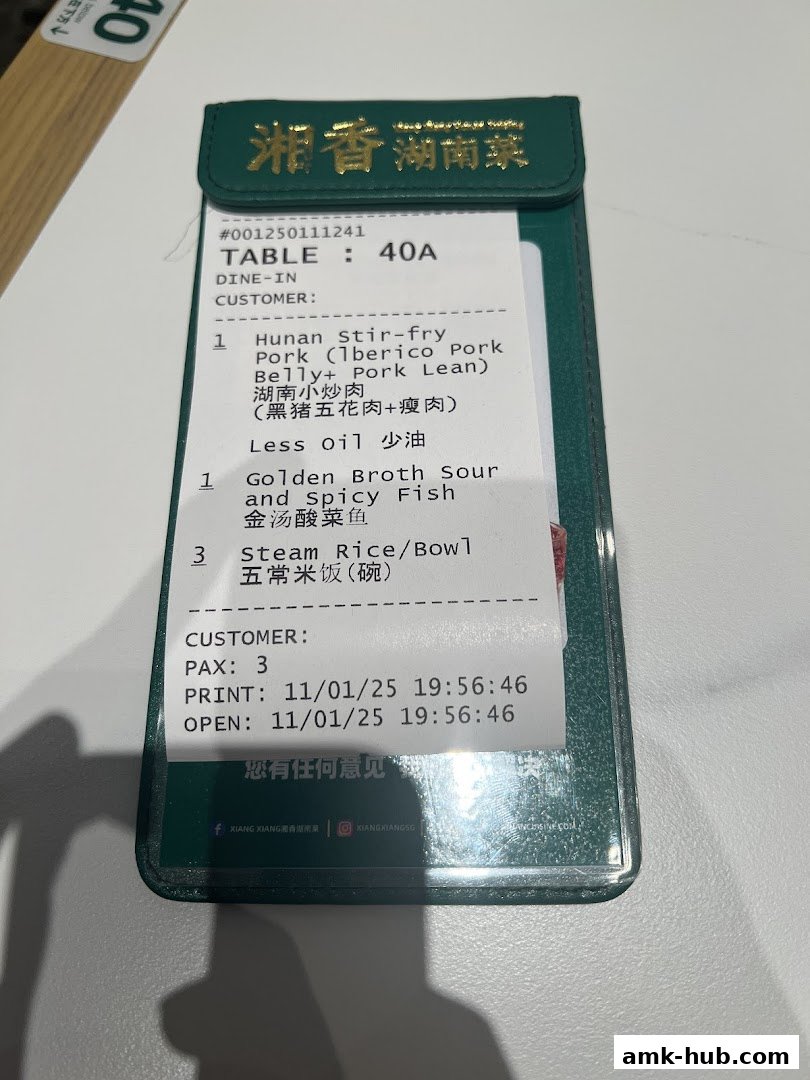 40
湘香 湖南菜
#001250111241
TABLE : 40A
DINE-IN
CUSTOMER:
1 Hunan Stir-fry
Pork (lberico Pork
Belly+ Pork Lean)
湖南小炒肉
(黑猪五花肉+瘦肉)
Less Oil 少油
1 Golden Broth Sour
and Spicy Fish
金汤酸菜鱼
3 Steam Rice/Bowl
五常米饭(碗)
CUSTOMER:
PAX: 3
PRINT: 11/01/25 19:56:46
OPEN: 11/01/25 19:56:46
您有任何意见
XIANG XIANG湘香湖南菜 XIANGXIANGSG
amk-hub.com